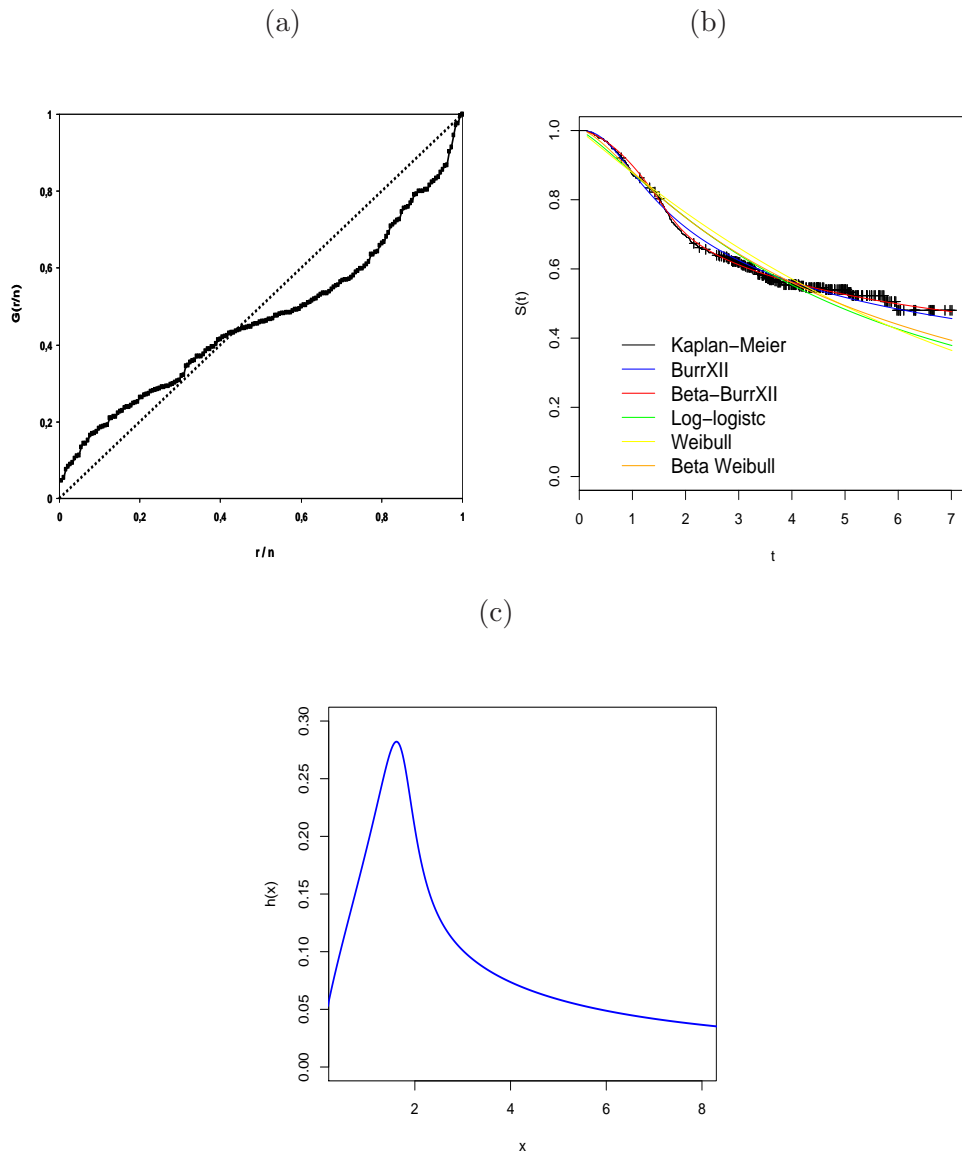 (a)
G(r/n)
1
0,8
0,6
0,4
0,2
0
0 0,2 0,4 0,6 0,8 1
r/n
(b)
S(t)
1.0
0.8
0.6
0.4
0.2
0.0
Kaplan−Meier
BurrXII
Beta−BurrXII
Log−logistc
Weibull
Beta Weibull
0 1 2 3 4 5 6 7
t
(c)
h(x)
0.30
0.25
0.20
0.15
0.10
0.05
0.00
2 4 6 8
x